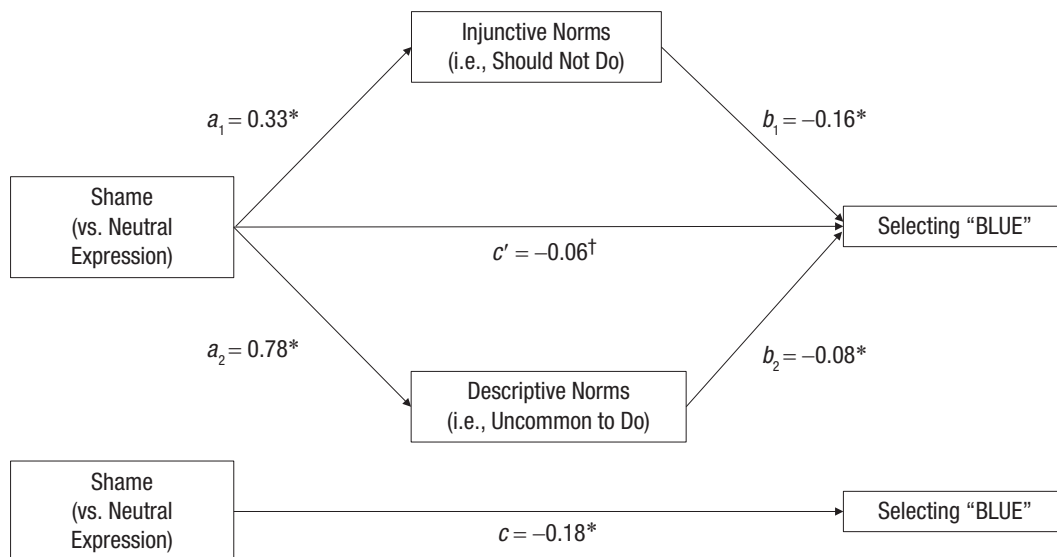 Injunctive Norms
(i.e., Should Not Do)
a₁ = 0.33*
b₁ = −0.16*
Shame
(vs. Neutral
Expression)
Selecting “BLUE”
c′ = −0.06†
a₂ = 0.78*
b₂ = −0.08*
Descriptive Norms
(i.e., Uncommon to Do)
Shame
(vs. Neutral
Expression)
Selecting “BLUE”
c = −0.18*